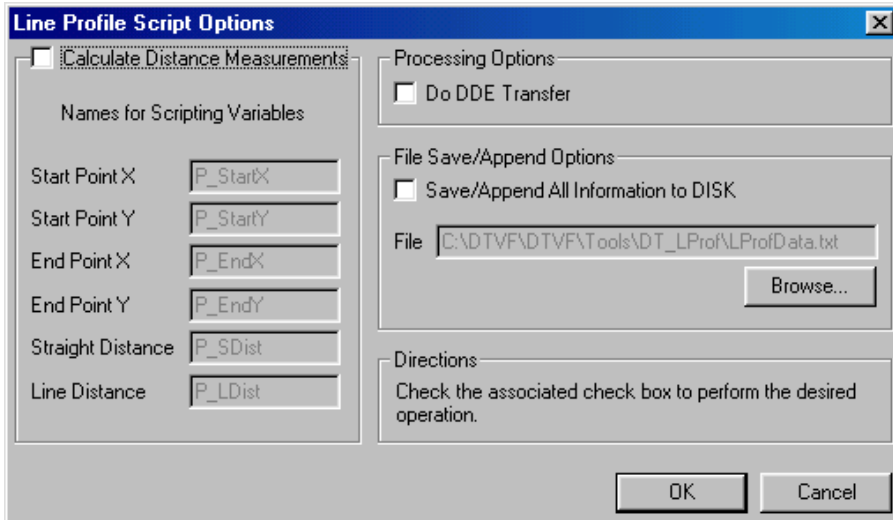 Line Profile Script Options
Calculate Distance Measurements
Names for Scripting Variables
Start Point X P_StartX
Start Point Y P_StartY
End Point X P_EndX
End Point Y P_EndY
Straight Distance P_SDist
Line Distance P_LDist
Processing Options
Do DDE Transfer
File Save/Append Options
Save/Append All Information to DISK
File C:\DTVF\DTVF\Tools\DT_LProf\LProfData.txt
Browse...
Directions
Check the associated check box to perform the desired
operation.
OK Cancel